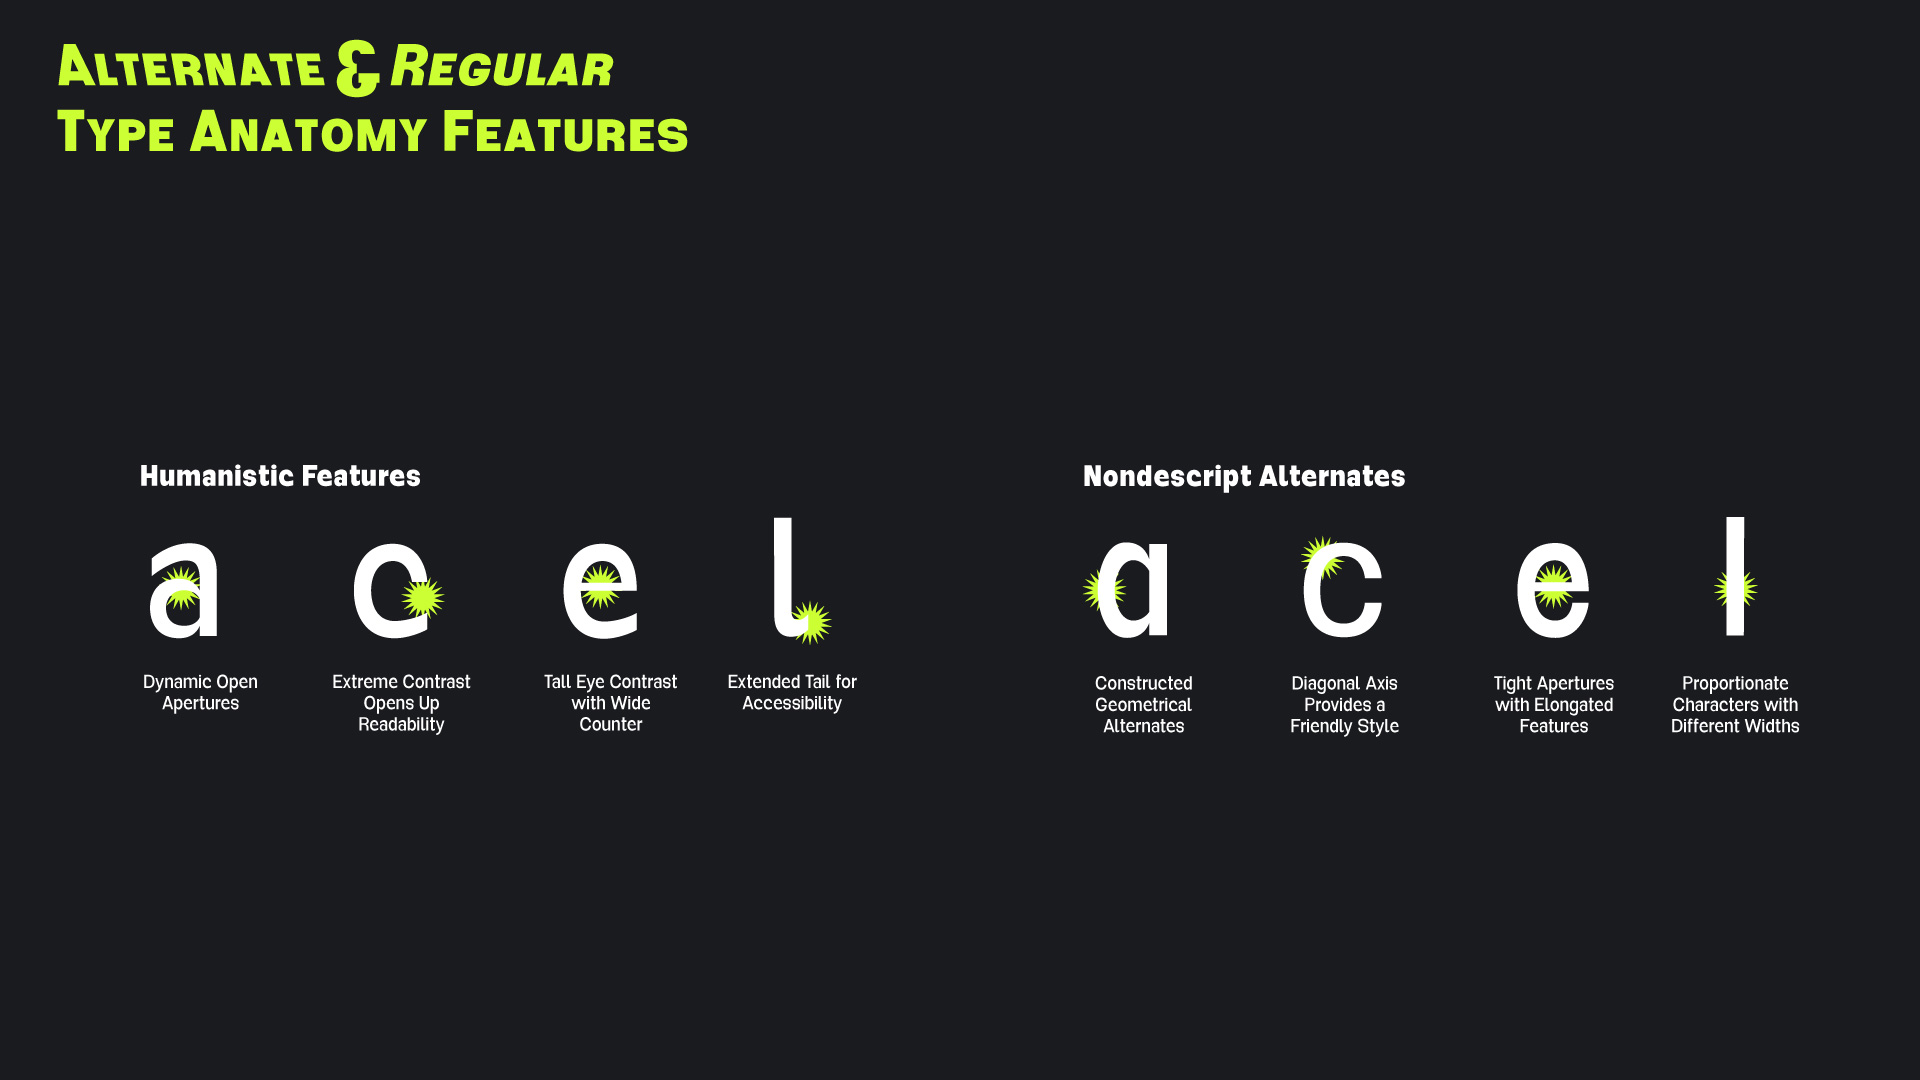 Alternate & Regular
Type Anatomy Features
Humanistic Features
a c e l
Dynamic Open
Apertures
Extreme Contrast
Opens Up
Readability
Tall Eye Contrast
with Wide
Counter
Extended Tail for
Accessibility
Nondescript Alternates
a c e l
Constructed
Geometrical
Alternates
Diagonal Axis
Provides a
Friendly Style
Tight Apertures
with Elongated
Features
Proportionate
Characters with
Different Widths